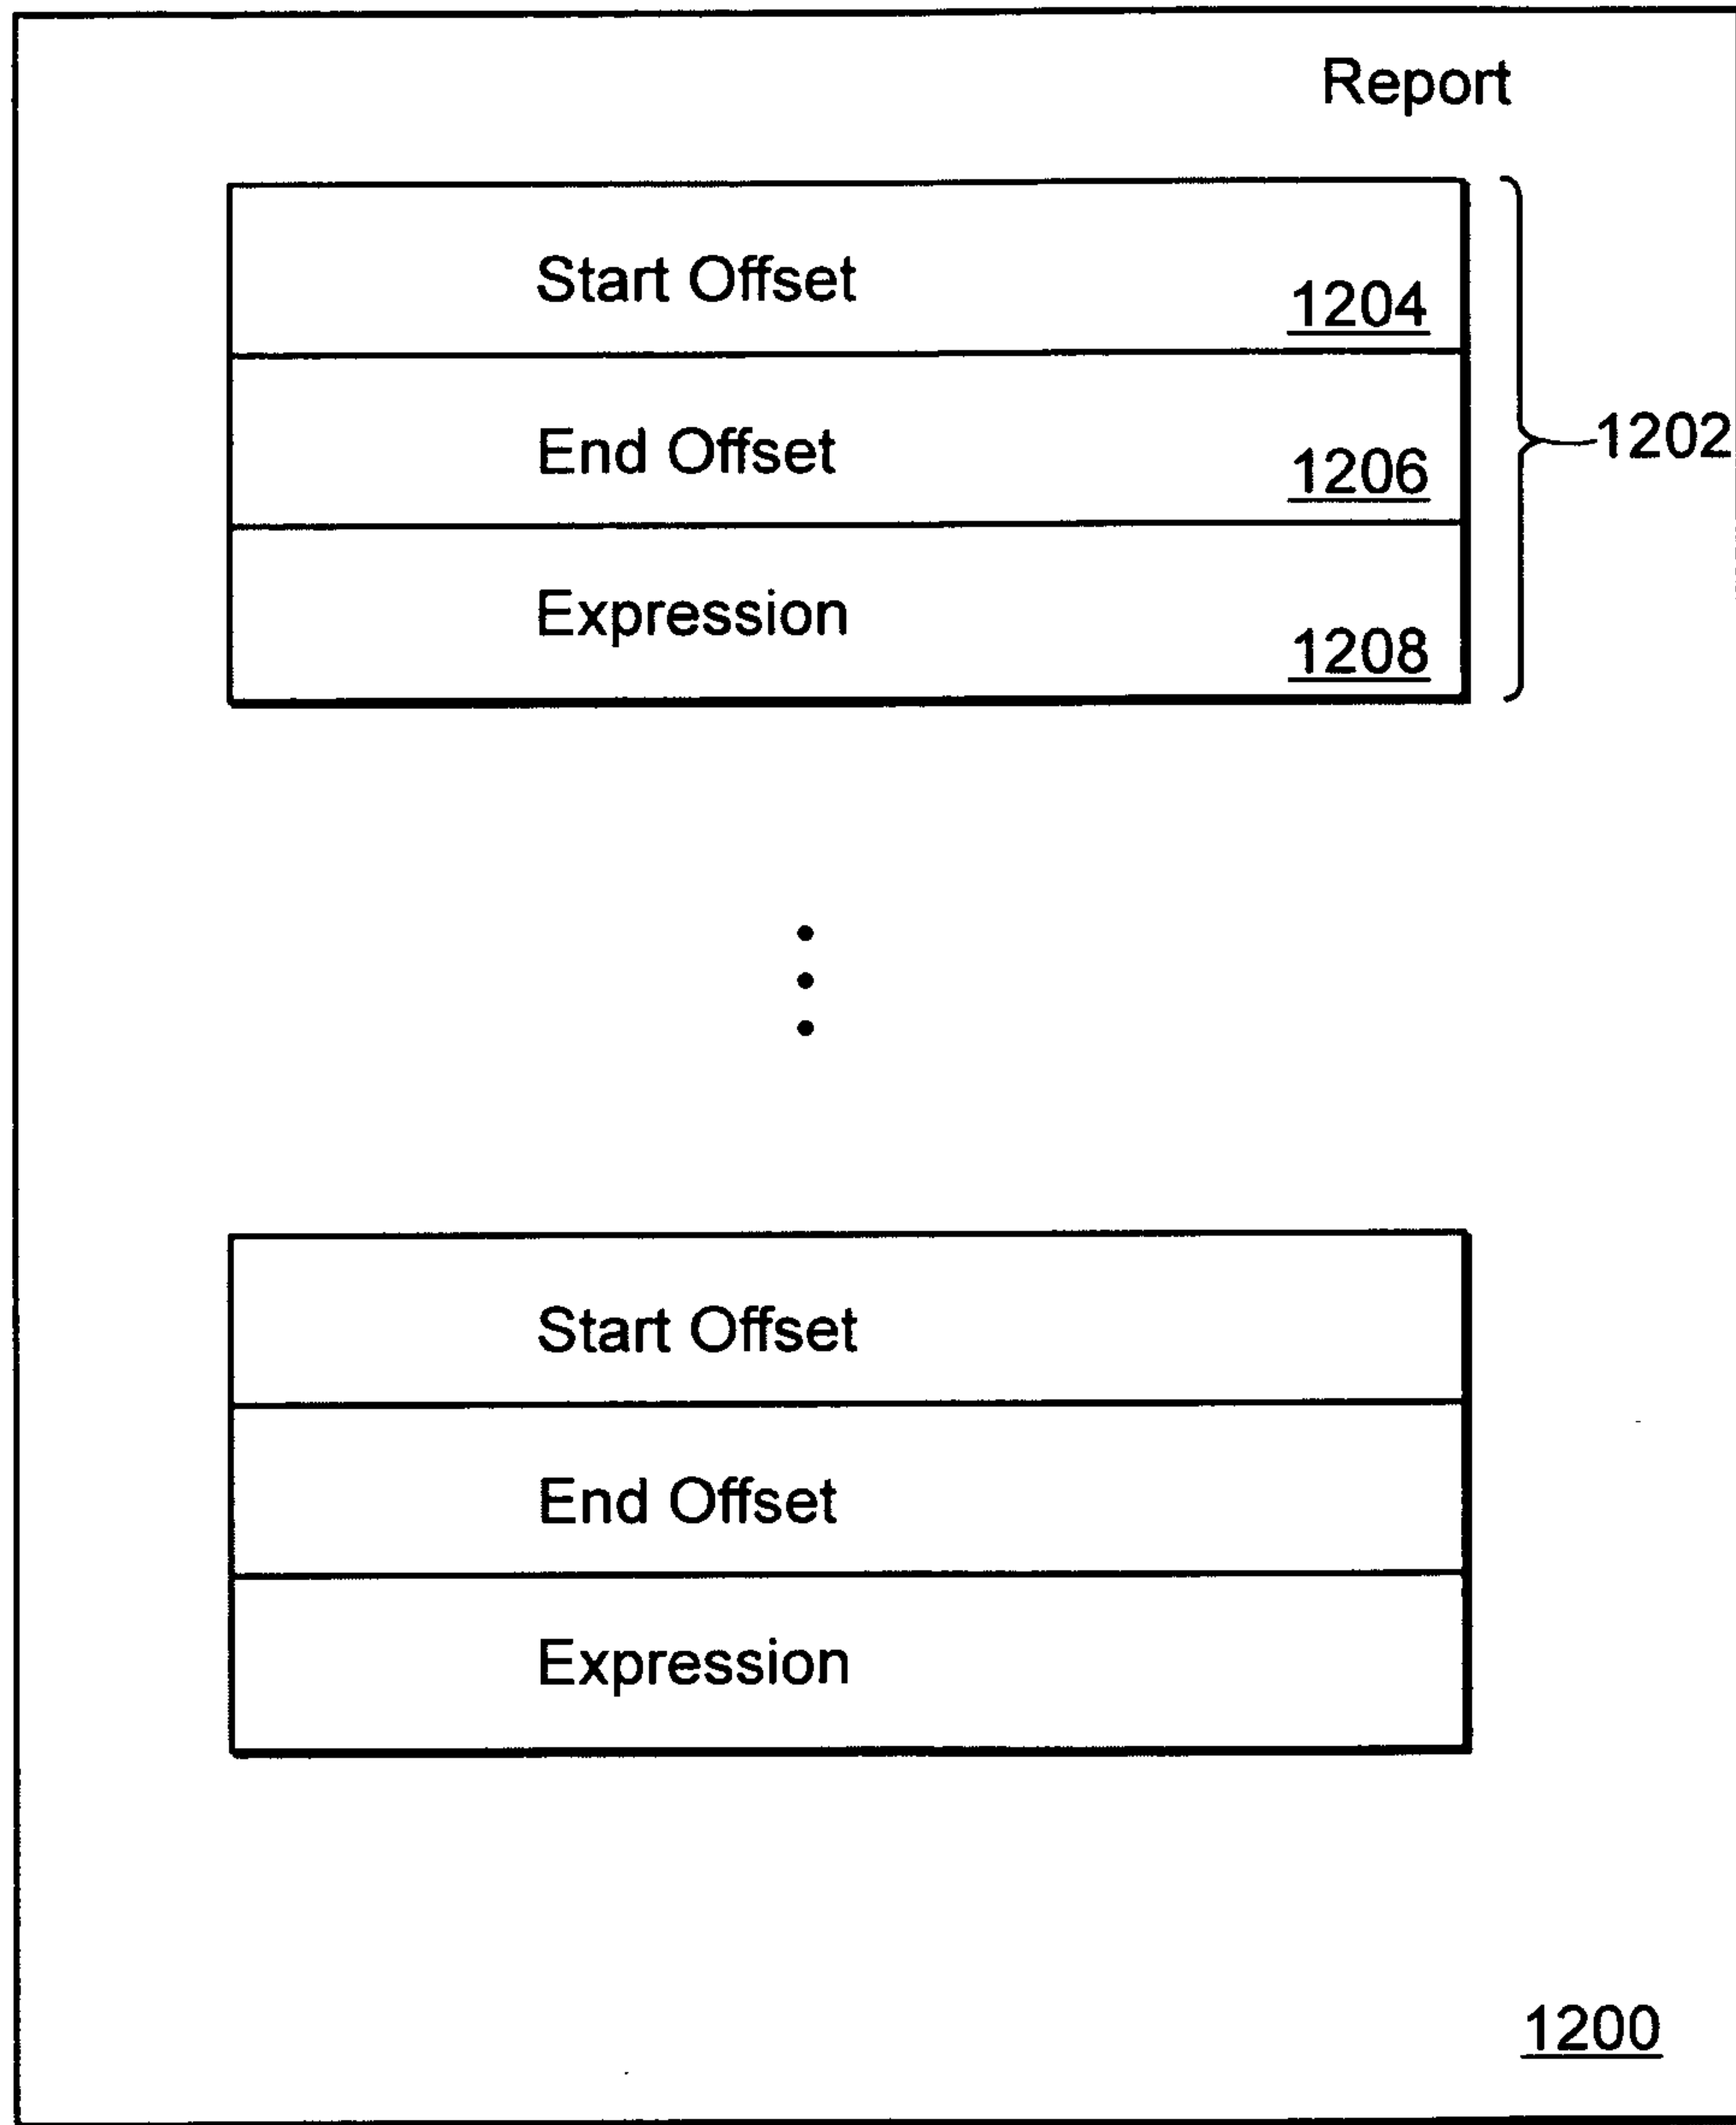 Report
Start Offset 1204
End Offset 1206
1202
Expression 1208
Start Offset
End Offset
Expression
1200